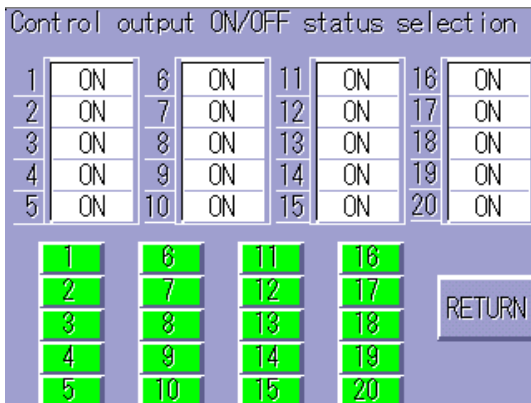 Control output ON/OFF status selection
1 ON 6 ON 11 ON 16 ON
2 ON 7 ON 12 ON 17 ON
3 ON 8 ON 13 ON 18 ON
4 ON 9 ON 14 ON 19 ON
5 ON 10 ON 15 ON 20 ON
1 6 11 16
2 7 12 17
RETURN
3 8 13 18
4 9 14 19
5 10 15 20